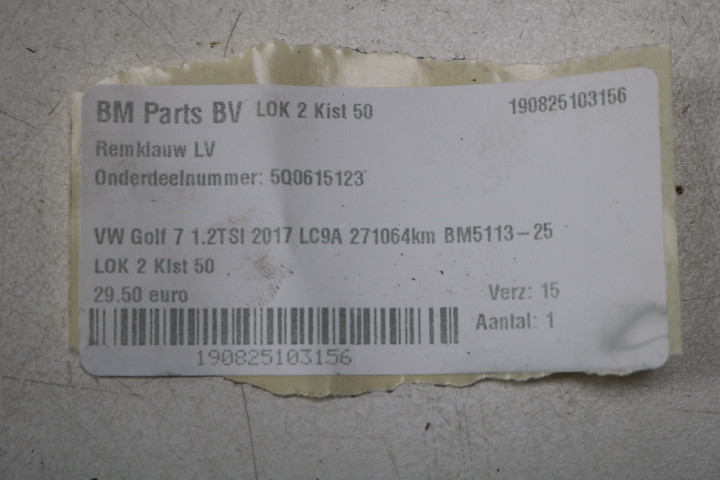 BM Parts BV LOK 2 Kist 50 190825103156
Remklauw LV
Onderdeelnummer: 5Q0615123
VW Golf 7 1.2TSI 2017 LC9A 271064km BM5113-25
LOK 2 Kist 50
29.50 euro Verz: 15
Aantal: 1
190825103156